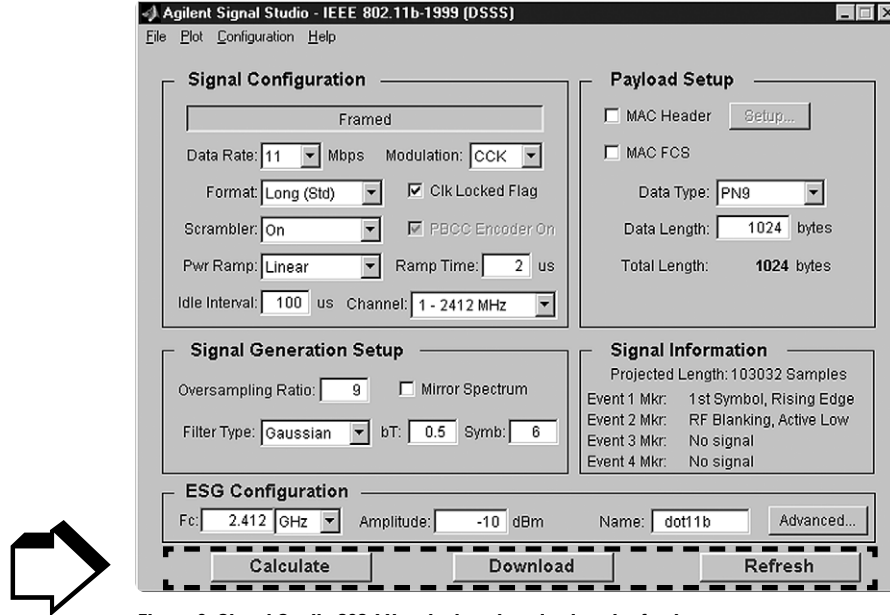 Agilent Signal Studio - IEEE 802.11b-1999 (DSSS)
File Plot Configuration Help
Signal Configuration
Framed
Data Rate: 11 Mbps Modulation: CCK
Format: Long (Std) Clk Locked Flag
Scrambler: On PBCC Encoder On
Pwr Ramp: Linear Ramp Time: 2 us
Idle Interval: 100 us Channel: 1 - 2412 MHz
Payload Setup
MAC Header Setup...
MAC FCS
Data Type: PN9
Data Length: 1024 bytes
Total Length: 1024 bytes
Signal Generation Setup
Oversampling Ratio: 9 Mirror Spectrum
Filter Type: Gaussian bT: 0.5 Symb: 6
Signal Information
Projected Length: 103032 Samples
Event 1 Mkr: 1st Symbol, Rising Edge
Event 2 Mkr: RF Blanking, Active Low
Event 3 Mkr: No signal
Event 4 Mkr: No signal
ESG Configuration
Fc: 2.412 GHz Amplitude: -10 dBm Name: dot11b Advanced...
Calculate Download Refresh